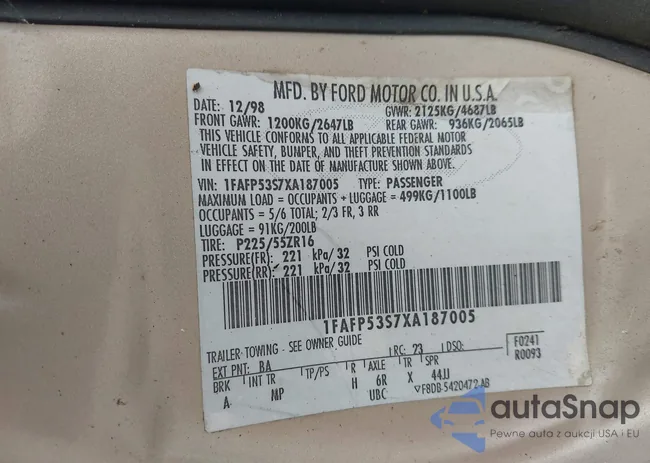 MFD. BY FORD MOTOR CO. IN U.S.A.
DATE: 12/98 GVWR: 2125KG/4687LB
FRONT GAWR: 1200KG/2647LB REAR GAWR: 936KG/2065LB
THIS VEHICLE CONFORMS TO ALL APPLICABLE FEDERAL MOTOR
VEHICLE SAFETY, BUMPER, AND THEFT PREVENTION STANDARDS
IN EFFECT ON THE DATE OF MANUFACTURE SHOWN ABOVE.
VIN: 1FAFP53S7XA187005 TYPE: PASSENGER
MAXIMUM LOAD = OCCUPANTS + LUGGAGE = 499KG/1100LB
OCCUPANTS = 5/6 TOTAL; 2/3 FR, 3 RR
LUGGAGE = 91KG/200LB
TIRE: P225/55ZR16
PRESSURE(FR): 221 kPa/ 32 PSI COLD
PRESSURE(RR): 221 kPa/ 32 PSI COLD
1FAFP53S7XA187005
TRAILER-TOWING - SEE OWNER GUIDE
F0241
R0093
EXT PNT: BA RC: 23 DSO:
BRK INT TR TP/PS R AXLE TR SPR
A MP H 6R X 44JJ
UBC F8DB-5420472-AB
autoSnap
Pewne auta z aukcji USA i EU